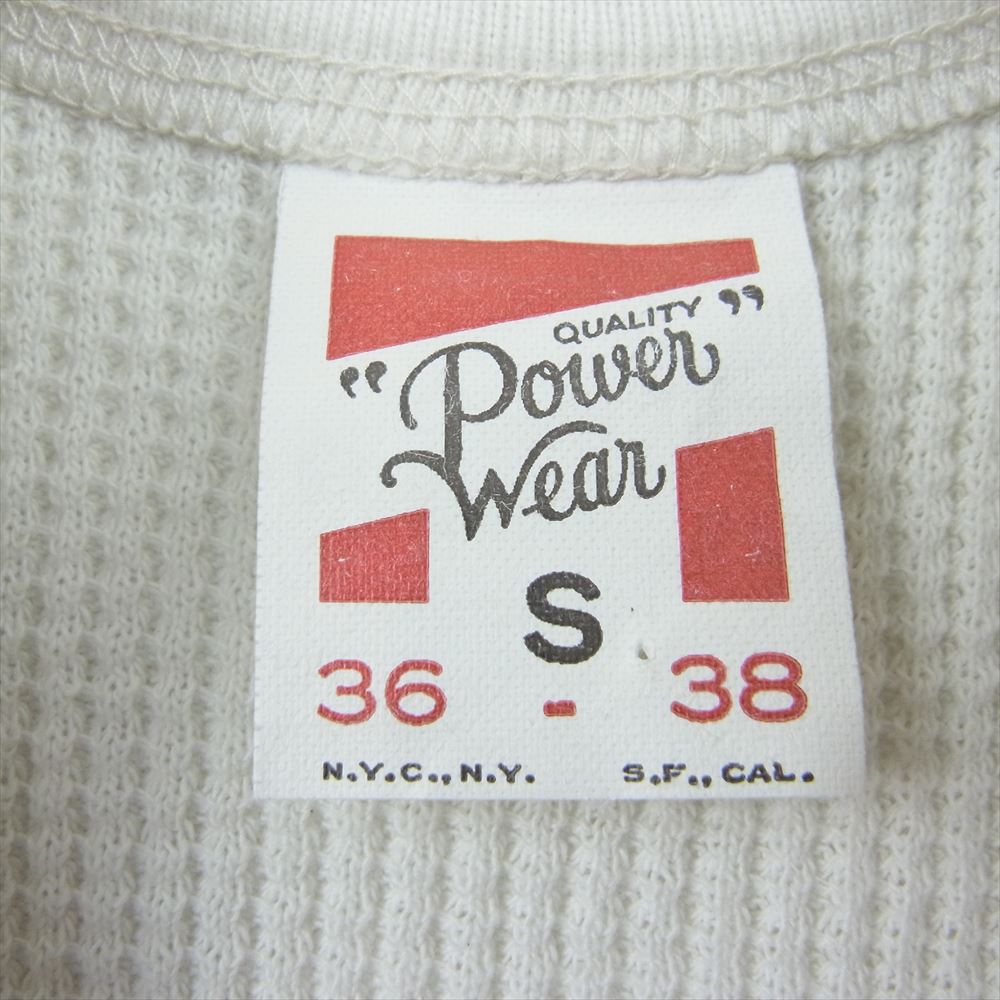 QUALITY
"Power
Wear"
S
36 - 38
N.Y.C., N.Y. S.F., CAL.